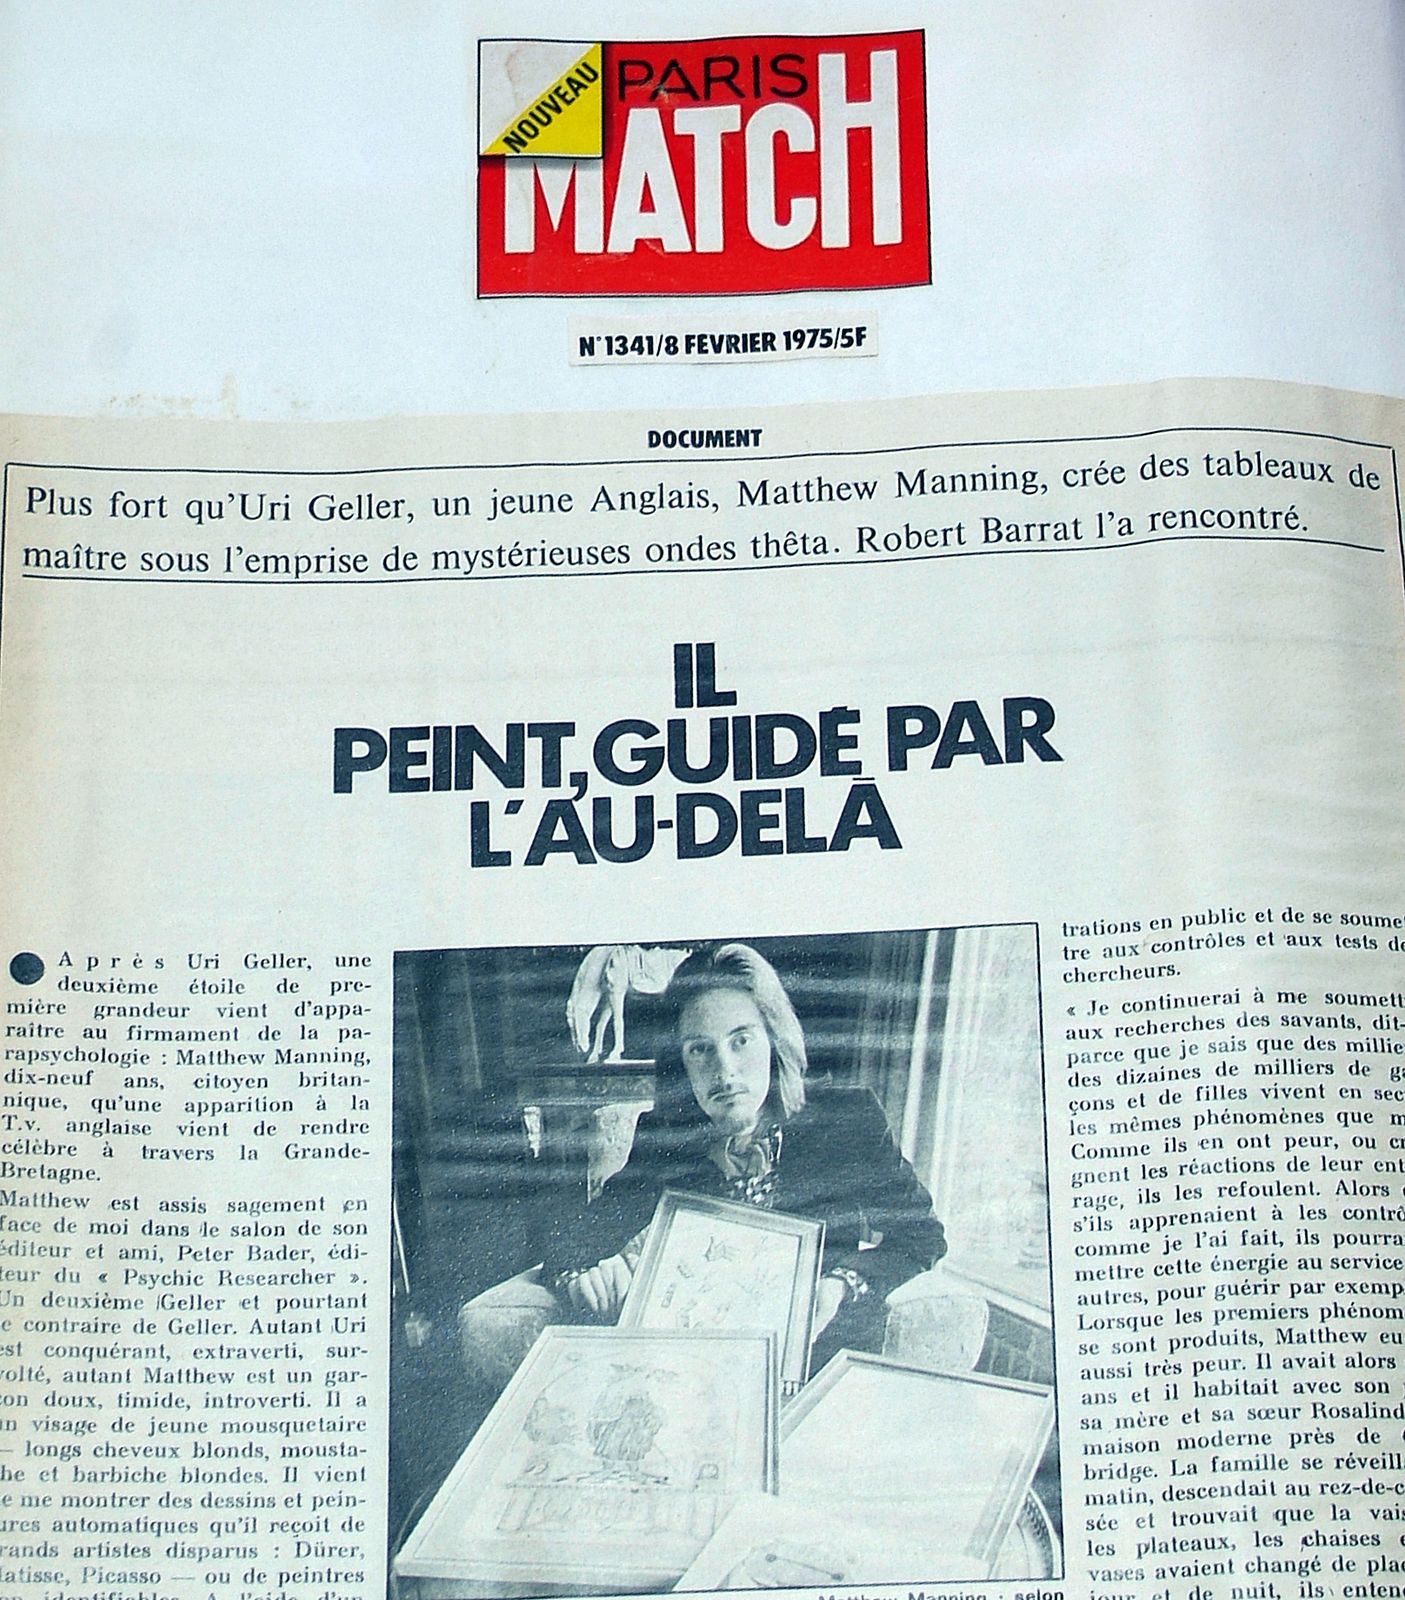 NOUVEAU
PARIS
MATCH
N°1341/8 FÉVRIER 1975/5F
DOCUMENT
Plus fort qu'Uri Geller, un jeune Anglais, Matthew Manning, crée des tableaux de
maître sous l'emprise de mystérieuses ondes thêta. Robert Barrat l'a rencontré.
IL
PEINT, GUIDÉ PAR
L'AU-DELÀ
Après Uri Geller, une
deuxième étoile de pre-
mière grandeur vient d'appa-
raître au firmament de la pa-
rapsychologie : Matthew Manning,
dix-neuf ans, citoyen britan-
nique, qu'une apparition à la
T.v. anglaise vient de rendre
célèbre à travers la Grande-
Bretagne.
Matthew est assis sagement en
face de moi dans le salon de son
éditeur et ami, Peter Bader, édi-
teur du « Psychic Researcher ».
Un deuxième Geller et pourtant
e contraire de Geller. Autant Uri
est conquérant, extraverti, sur-
volté, autant Matthew est un gar-
on doux, timide, introverti. Il a
un visage de jeune mousquetaire
— longs cheveux blonds, mousta-
he et barbiche blondes. Il vient
e me montrer des dessins et pein-
ures automatiques qu'il reçoit de
rands artistes disparus : Dürer,
Matisse, Picasso — ou de peintres
identifiables. A l'aide d'un
Matthew Manning : selon
trations en public et de se soume
tre aux contrôles et aux tests de
chercheurs.
« Je continuerai à me soumett
aux recherches des savants, dit-
parce que je sais que des millie
des dizaines de milliers de ga
çons et de filles vivent en sec
les mêmes phénomènes que m
Comme ils en ont peur, ou cr
gnent les réactions de leur ent
rage, ils les refoulent. Alors
s'ils apprenaient à les contrô
comme je l'ai fait, ils pourra
mettre cette énergie au service
autres, pour guérir par exemp
Lorsque les premiers phénom
se sont produits, Matthew eu
aussi très peur. Il avait alors
ans et il habitait avec son
sa mère et sa sœur Rosalind
maison moderne près de
bridge. La famille se réveill
matin, descendait au rez-de-c
sée et trouvait que la vais
les plateaux, les chaises e
vases avaient changé de plac
jour et de nuit, ils enten